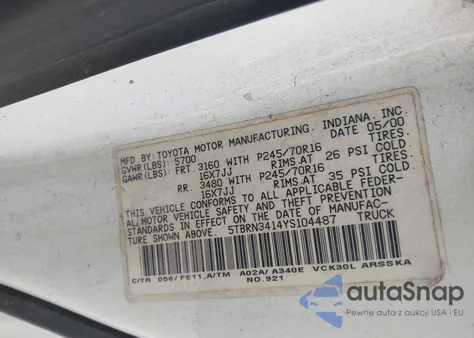 MFD BY: TOYOTA MOTOR MANUFACTURING. INDIANA. INC.
GVWR(LBS): 5700 DATE 05/00
GAWR(LBS): FRT. 3160 WITH P245/70R16 TIRES.
16X7JJ RIMS.AT 26 PSI COLD.
RR. 3480 WITH P245/70R16 TIRES.
16X7JJ RIMS.AT 35 PSI COLD.
THIS VEHICLE CONFORMS TO ALL APPLICABLE FEDER-
AL MOTOR VEHICLE SAFETY AND THEFT PREVENTION
STANDARDS IN EFFECT ON THE DATE OF MANUFAC-
TURE SHOWN ABOVE. 5TBRN3414YS104487 TRUCK
C/TR 056/FB11,A/TM A02A/A340E VCK30L ARSSKA
NO.921
autoSnap
Pewne auta z aukcji USA i EU